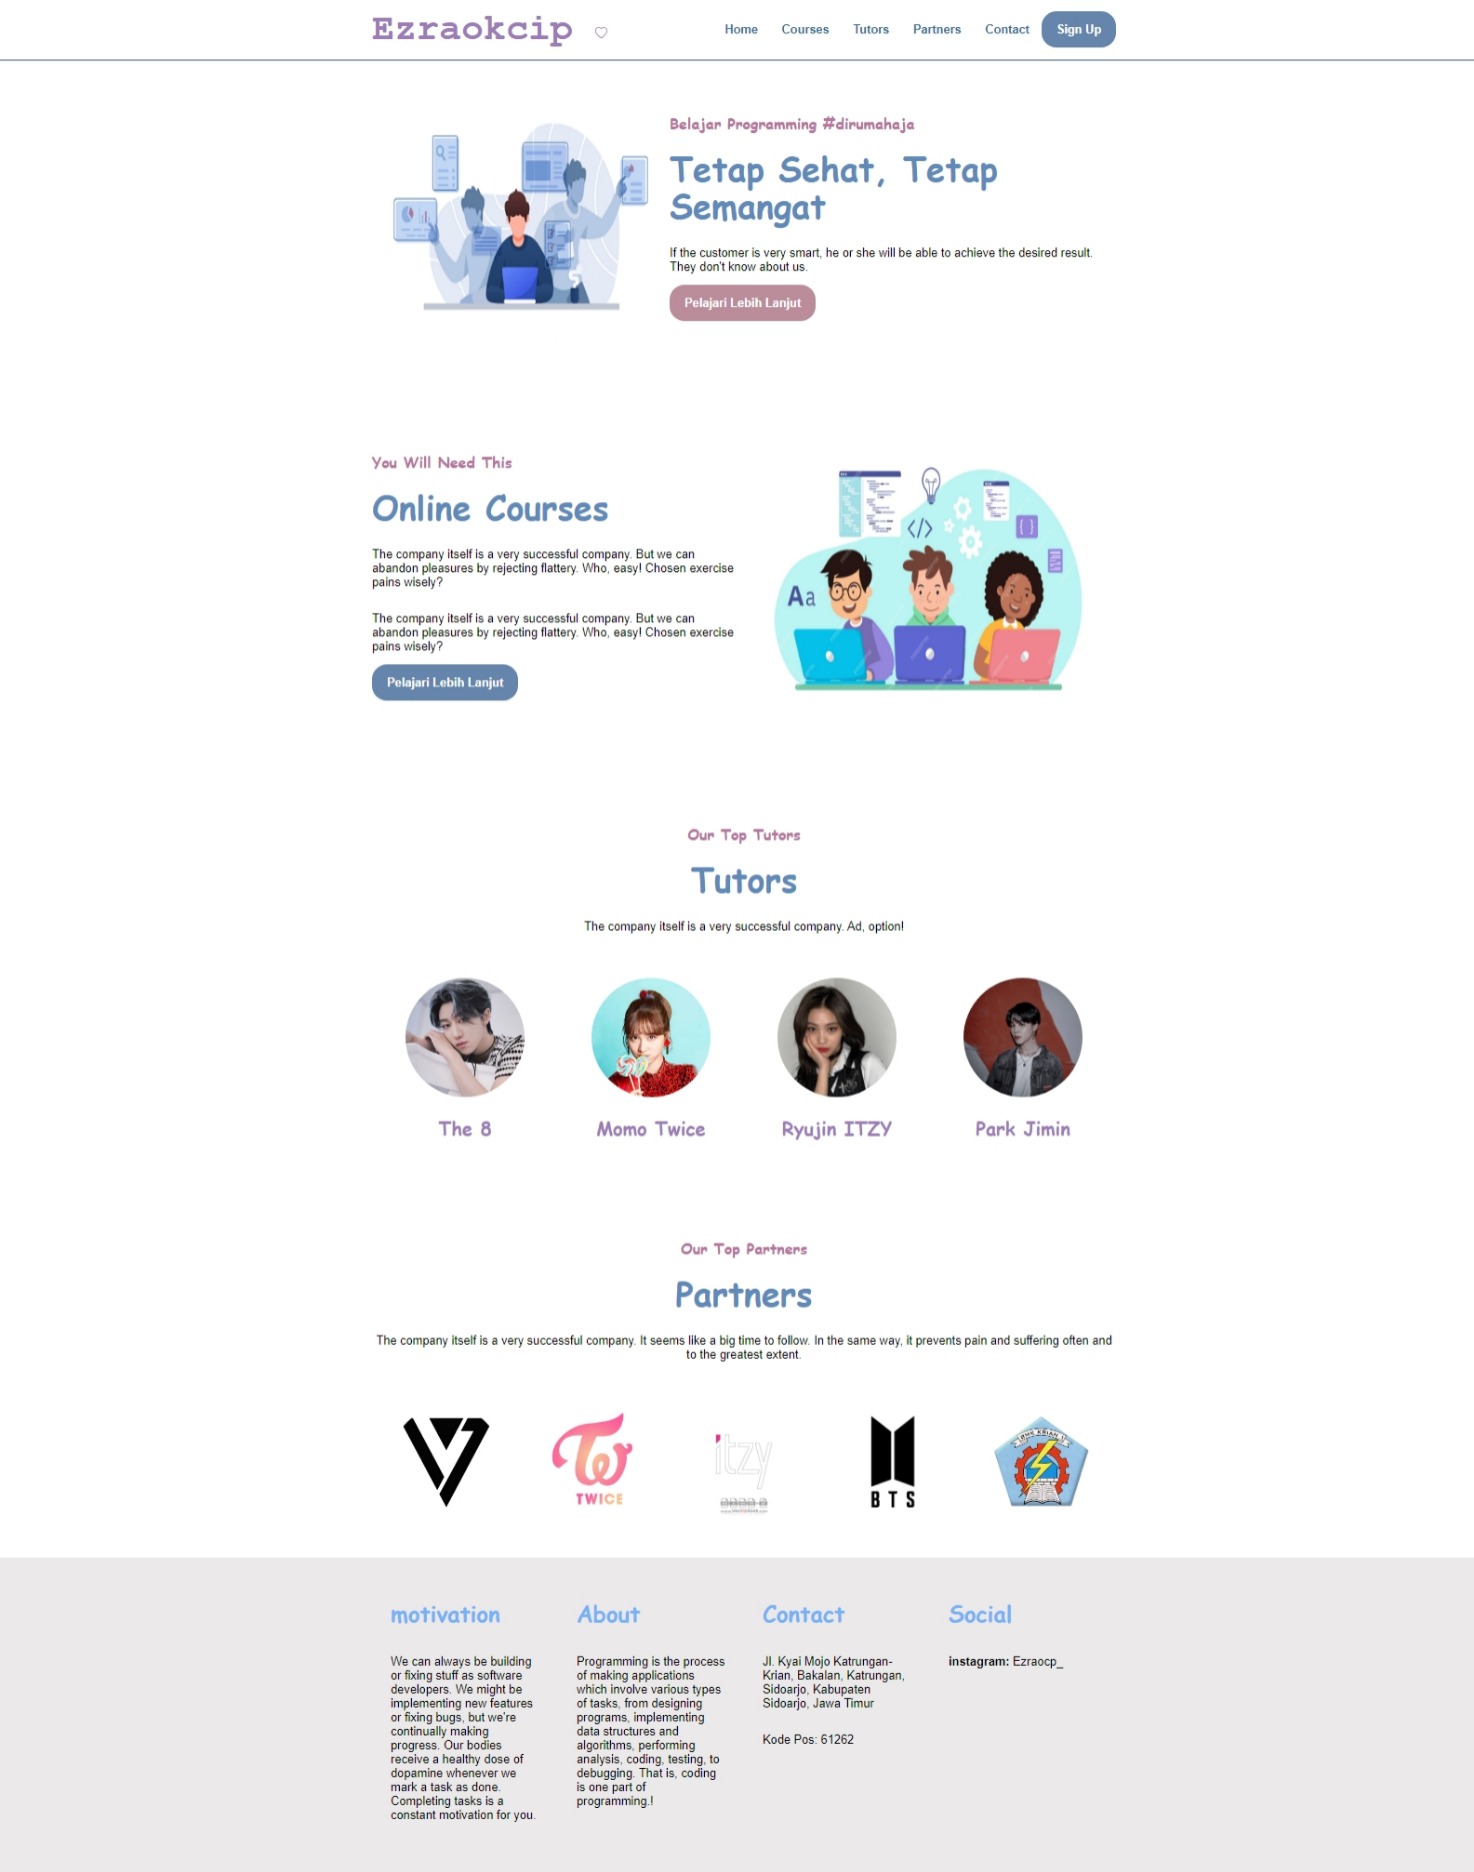 Ezraokcip
Home Courses Tutors Partners Contact Sign Up
Belajar Programming #dirumahaja
Tetap Sehat, Tetap
Semangat
If the customer is very smart, he or she will be able to achieve the desired result.
They don't know about us.
Pelajari Lebih Lanjut
You Will Need This
Online Courses
The company itself is a very successful company. But we can
abandon pleasures by rejecting flattery. Who, easy! Chosen exercise
pains wisely?
The company itself is a very successful company. But we can
abandon pleasures by rejecting flattery. Who, easy! Chosen exercise
pains wisely?
Pelajari Lebih Lanjut
</>
{}
Aa
Our Top Tutors
Tutors
The company itself is a very successful company. Ad, option!
The 8
Momo Twice
Ryujin ITZY
Park Jimin
Our Top Partners
Partners
The company itself is a very successful company. It seems like a big time to follow. In the same way, it prevents pain and suffering often and
to the greatest extent.
TWICE
itzy
BTS
SMK KRIAN 1
motivation
We can always be building
or fixing stuff as software
developers. We might be
implementing new features
or fixing bugs, but we're
continually making
progress. Our bodies
receive a healthy dose of
dopamine whenever we
mark a task as done.
Completing tasks is a
constant motivation for you.
About
Programming is the process
of making applications
which involve various types
of tasks, from designing
programs, implementing
data structures and
algorithms, performing
analysis, coding, testing, to
debugging. That is, coding
is one part of
programming.!
Contact
Jl. Kyai Mojo Katrungan-
Krian, Bakalan, Katrungan,
Sidoarjo, Kabupaten
Sidoarjo, Jawa Timur
Kode Pos: 61262
Social
instagram: Ezraocp_